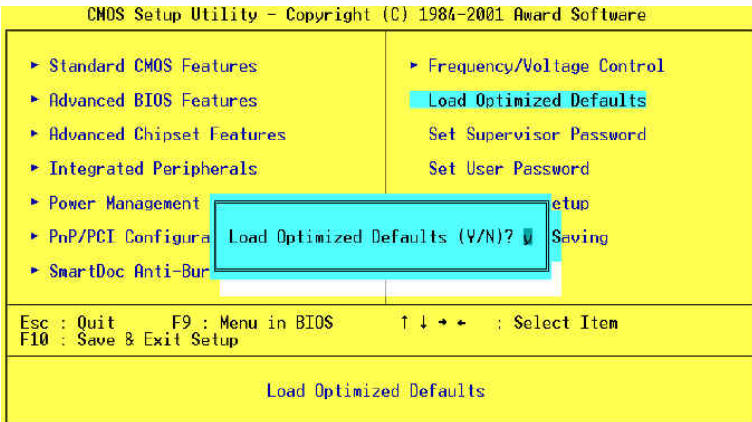 CMOS Setup Utility - Copyright (C) 1984-2001 Award Software
► Standard CMOS Features
► Advanced BIOS Features
► Advanced Chipset Features
► Integrated Peripherals
► Power Management
► PnP/PCI Configura
► SmartDoc Anti-Bur
► Frequency/Voltage Control
Load Optimized Defaults
Set Supervisor Password
Set User Password
etup
Saving
Load Optimized Defaults (Y/N)? y
Esc : Quit F9 : Menu in BIOS ↑ ↓ → ← : Select Item
F10 : Save & Exit Setup
Load Optimized Defaults